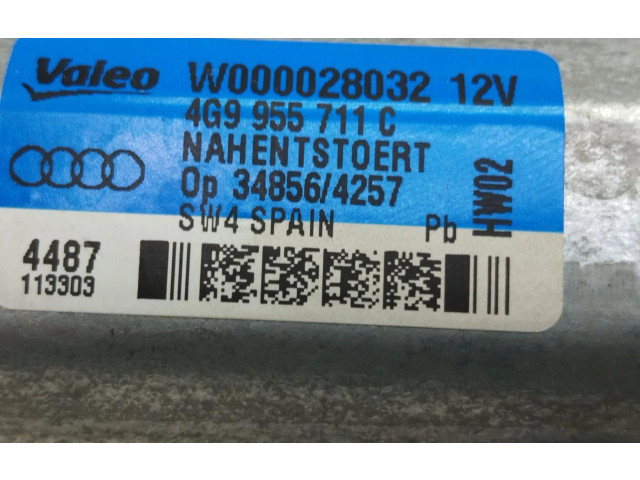 Valeo W000028032 12V
4G9 955 711 C
NAHENTSTOERT
Op 34856/4257
SW4 SPAIN Pb
HW02
4487
113303